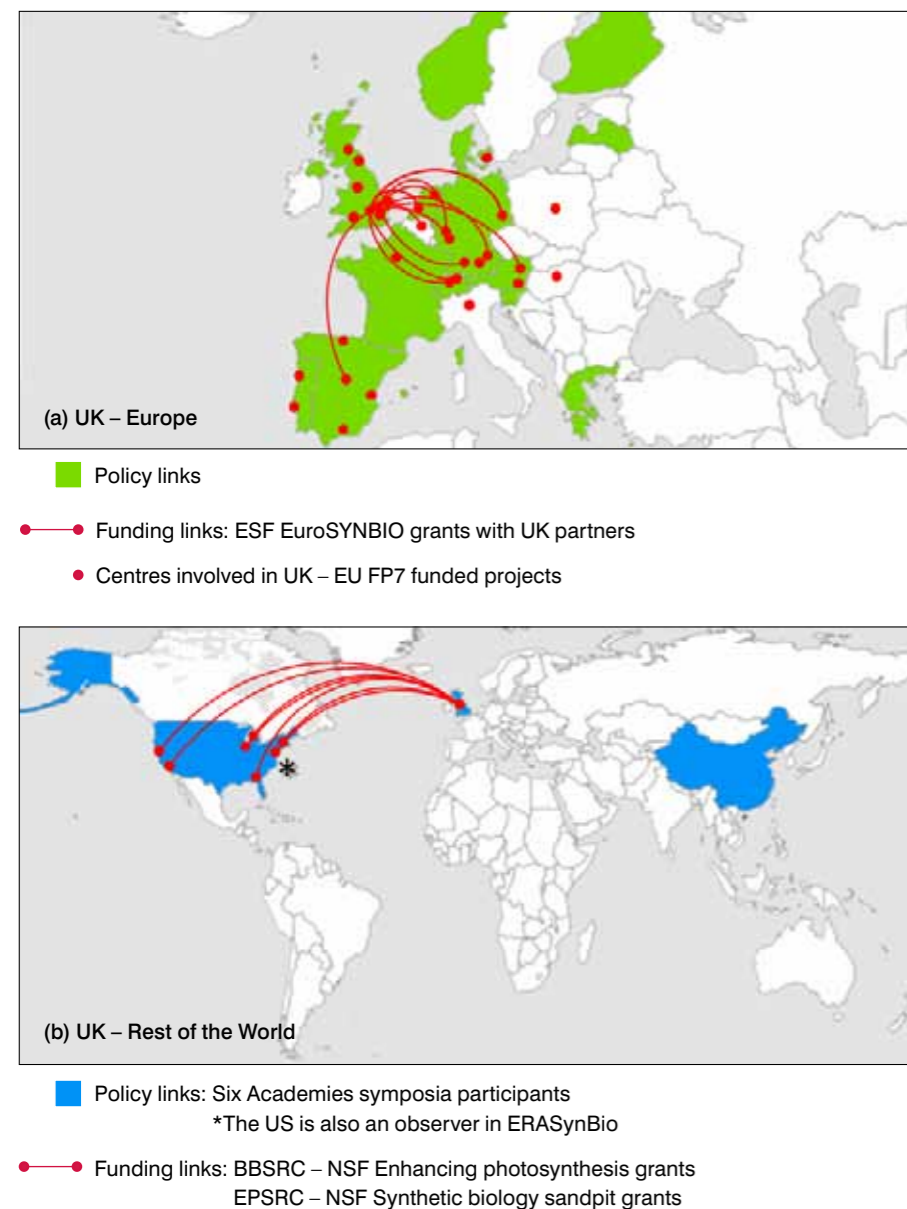 (a) UK – Europe
Policy links
Funding links: ESF EuroSYNBIO grants with UK partners
Centres involved in UK – EU FP7 funded projects
*
(b) UK – Rest of the World
Policy links: Six Academies symposia participants
*The US is also an observer in ERASynBio
Funding links: BBSRC – NSF Enhancing photosynthesis grants
EPSRC – NSF Synthetic biology sandpit grants